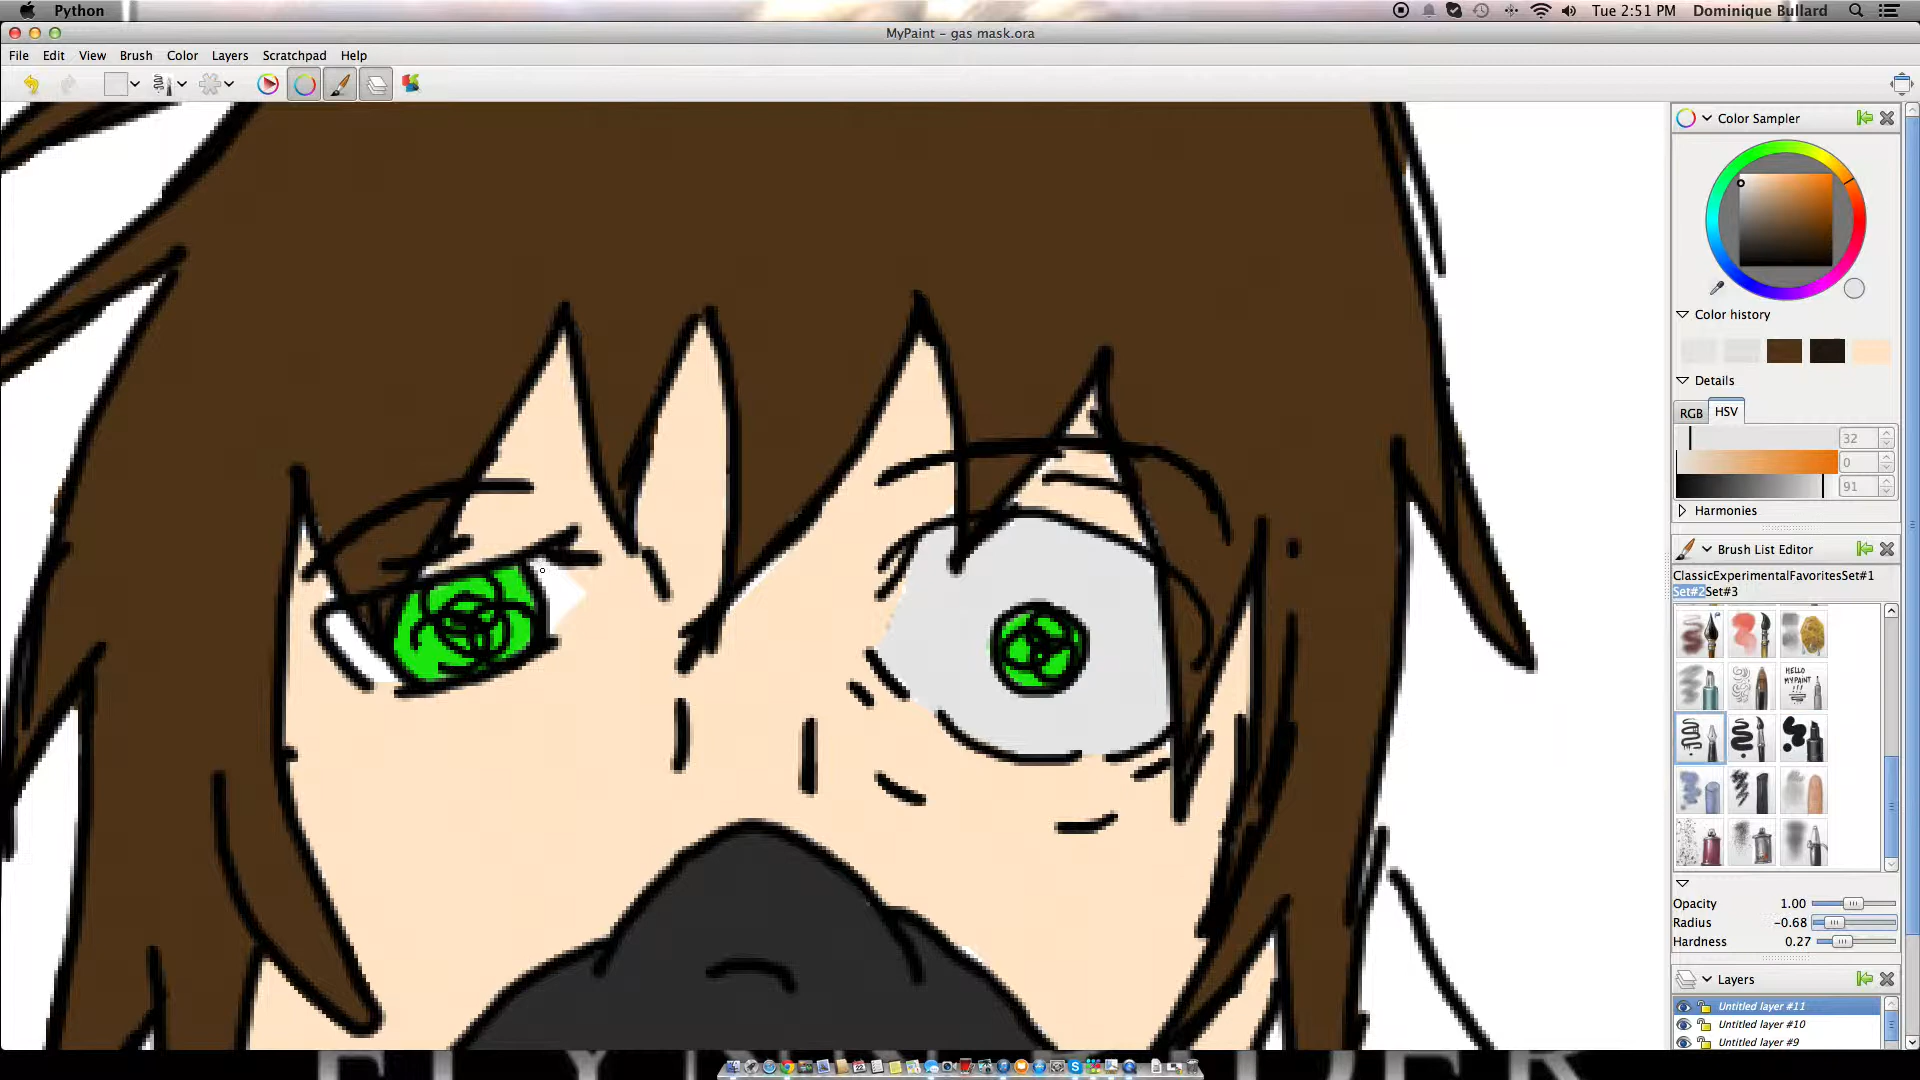 Python Tue 2:51 PM Dominique Bullard
MyPaint - gas mask.ora
File Edit View Brush Color Layers Scratchpad Help
Color Sampler
Color history
Details
RGB HSV
32
0
91
Harmonies
Brush List Editor
ClassicExperimentalFavoritesSet#1
Set#2Set#3
HELLO
MYPAINT
!!!
Opacity 1.00
Radius -0.68
Hardness 0.27
Layers
Untitled layer #11
Untitled layer #10
Untitled layer #9